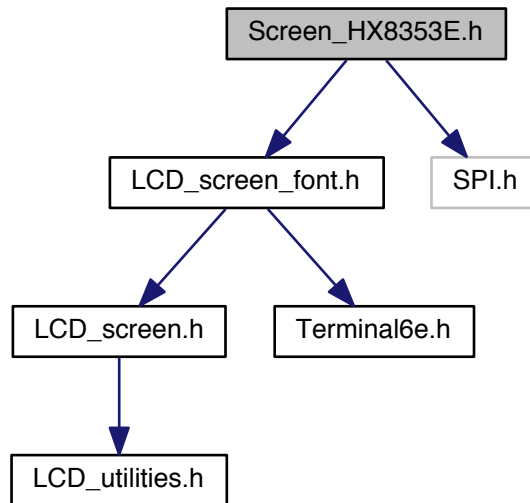 Screen_HX8353E.h
LCD_screen_font.h
SPI.h
LCD_screen.h
Terminal6e.h
LCD_utilities.h